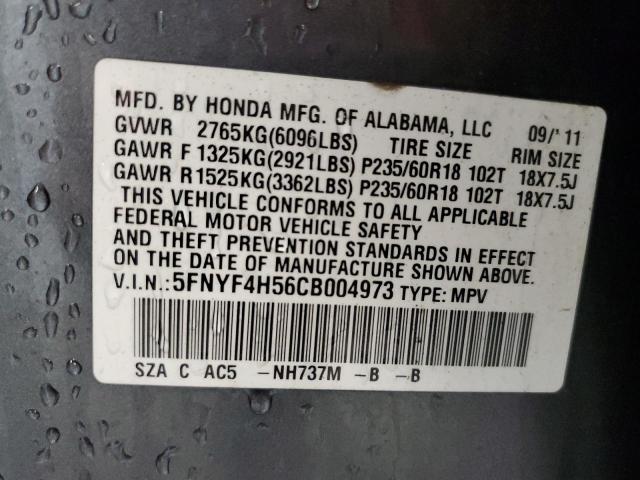 MFD. BY HONDA MFG. OF ALABAMA, LLC 09/'11
GVWR 2765KG(6096LBS) TIRE SIZE RIM SIZE
GAWR F 1325KG(2921LBS) P235/60R18 102T 18X7.5J
GAWR R 1525KG(3362LBS) P235/60R18 102T 18X7.5J
THIS VEHICLE CONFORMS TO ALL APPLICABLE
FEDERAL MOTOR VEHICLE SAFETY
AND THEFT PREVENTION STANDARDS IN EFFECT
ON THE DATE OF MANUFACTURE SHOWN ABOVE.
V.I.N.:5FNYF4H56CB004973 TYPE: MPV
SZA C AC5 -NH737M -B -B